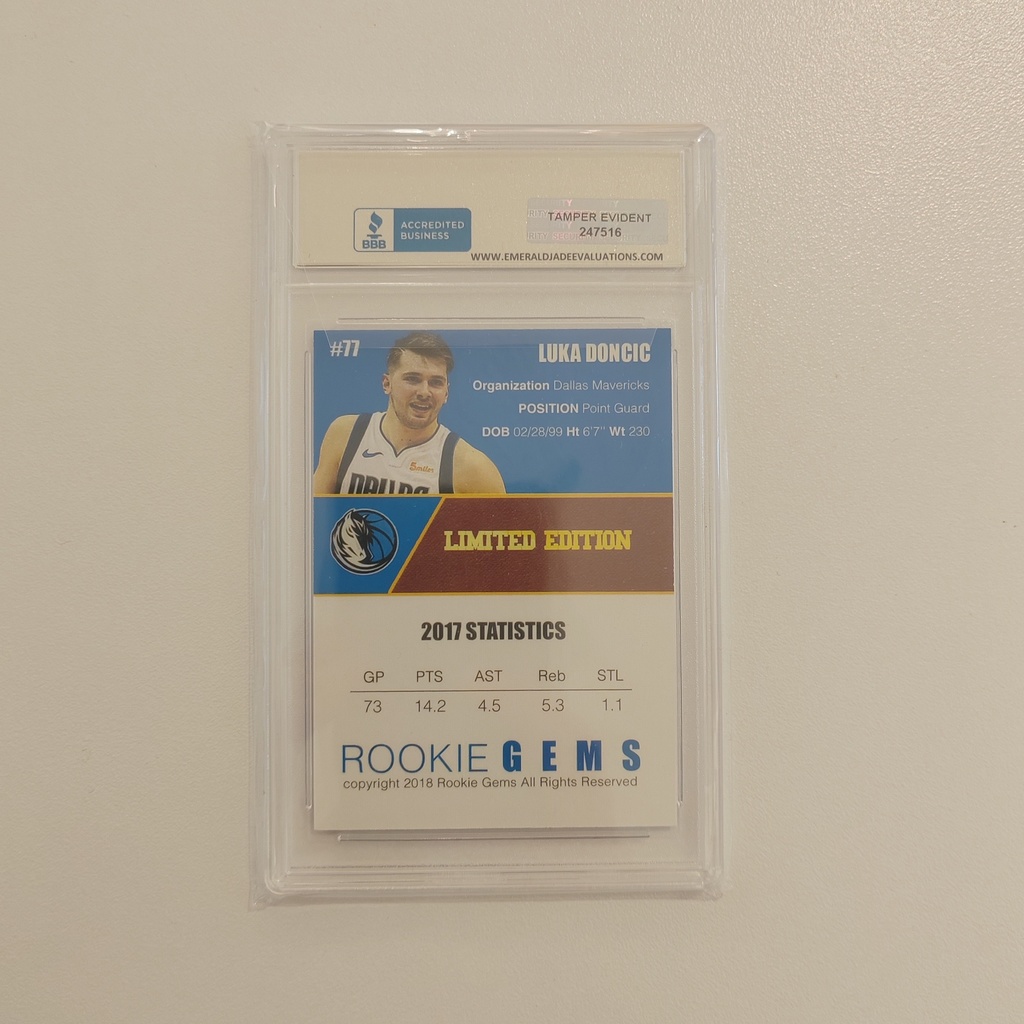 BBB
ACCREDITED
BUSINESS
TAMPER EVIDENT
247516
WWW.EMERALDJADEEVALUATIONS.COM
#77
LUKA DONCIC
Organization Dallas Mavericks
POSITION Point Guard
DOB 02/28/99 Ht 6'7" Wt 230
5miles
DALLAS
LIMITED EDITION
2017 STATISTICS
GP PTS AST Reb STL
73 14.2 4.5 5.3 1.1
ROOKIE GEMS
copyright 2018 Rookie Gems All Rights Reserved